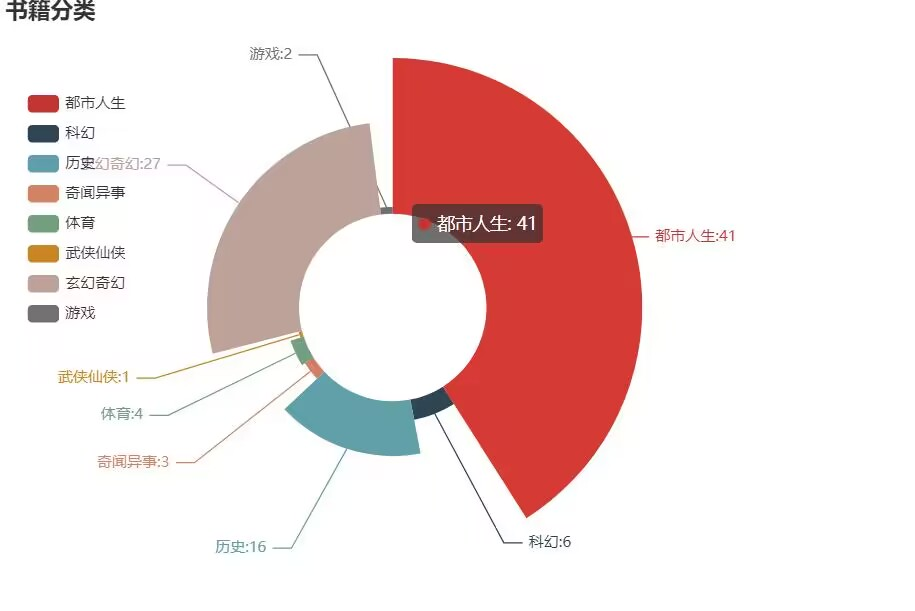 书籍分类
游戏:2
都市人生
科幻
历史
幻奇幻:27
奇闻异事
体育
武侠仙侠
玄幻奇幻
游戏
都市人生: 41
都市人生:41
武侠仙侠:1
体育:4
奇闻异事:3
历史:16
科幻:6